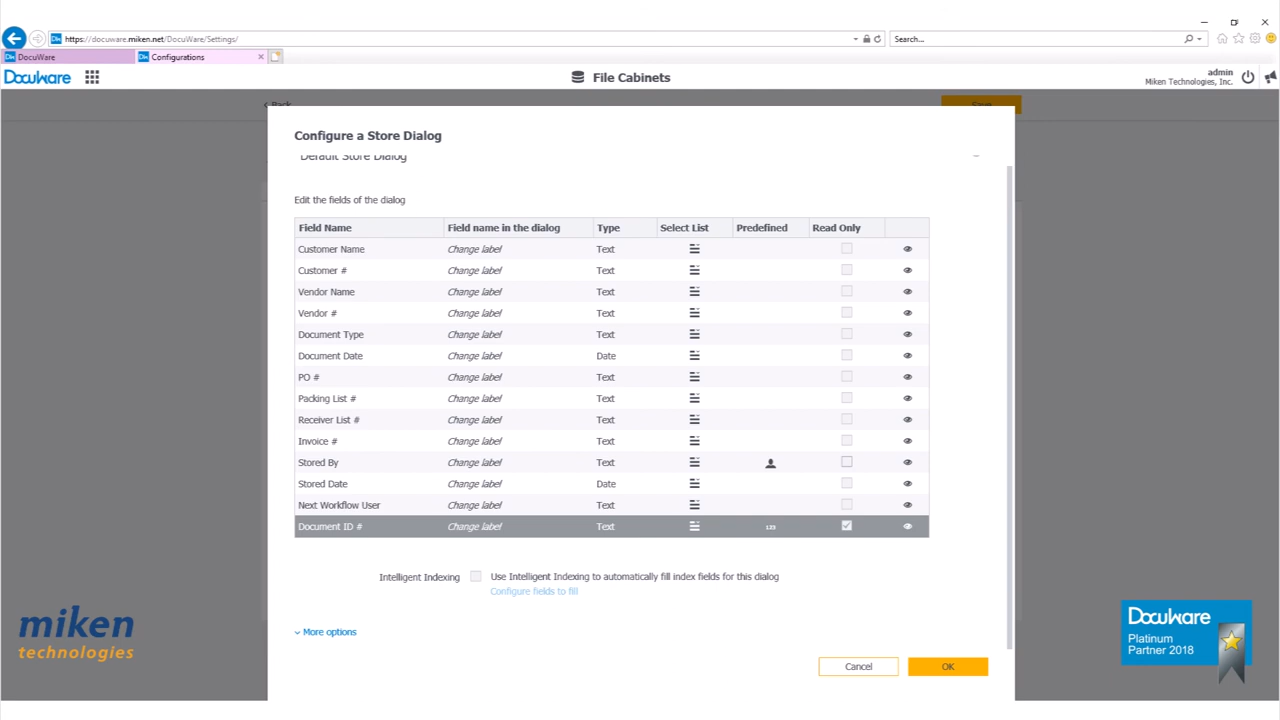 https://docuware.miken.net/DocuWare/Settings/
Search...
DocuWare
Configurations
DocuWare
File Cabinets
admin
Miken Technologies, Inc.
Back
Save
Configure a Store Dialog
Default Store Dialog
Edit the fields of the dialog
Field Name Field name in the dialog Type Select List Predefined Read Only
Customer Name Change label Text
Customer # Change label Text
Vendor Name Change label Text
Vendor # Change label Text
Document Type Change label Text
Document Date Change label Date
PO # Change label Text
Packing List # Change label Text
Receiver List # Change label Text
Invoice # Change label Text
Stored By Change label Text
Stored Date Change label Date
Next Workflow User Change label Text
Document ID # Change label Text 123
Intelligent Indexing Use Intelligent Indexing to automatically fill index fields for this dialog
Configure fields to fill
More options
Cancel OK
miken
technologies
DocuWare
Platinum
Partner 2018